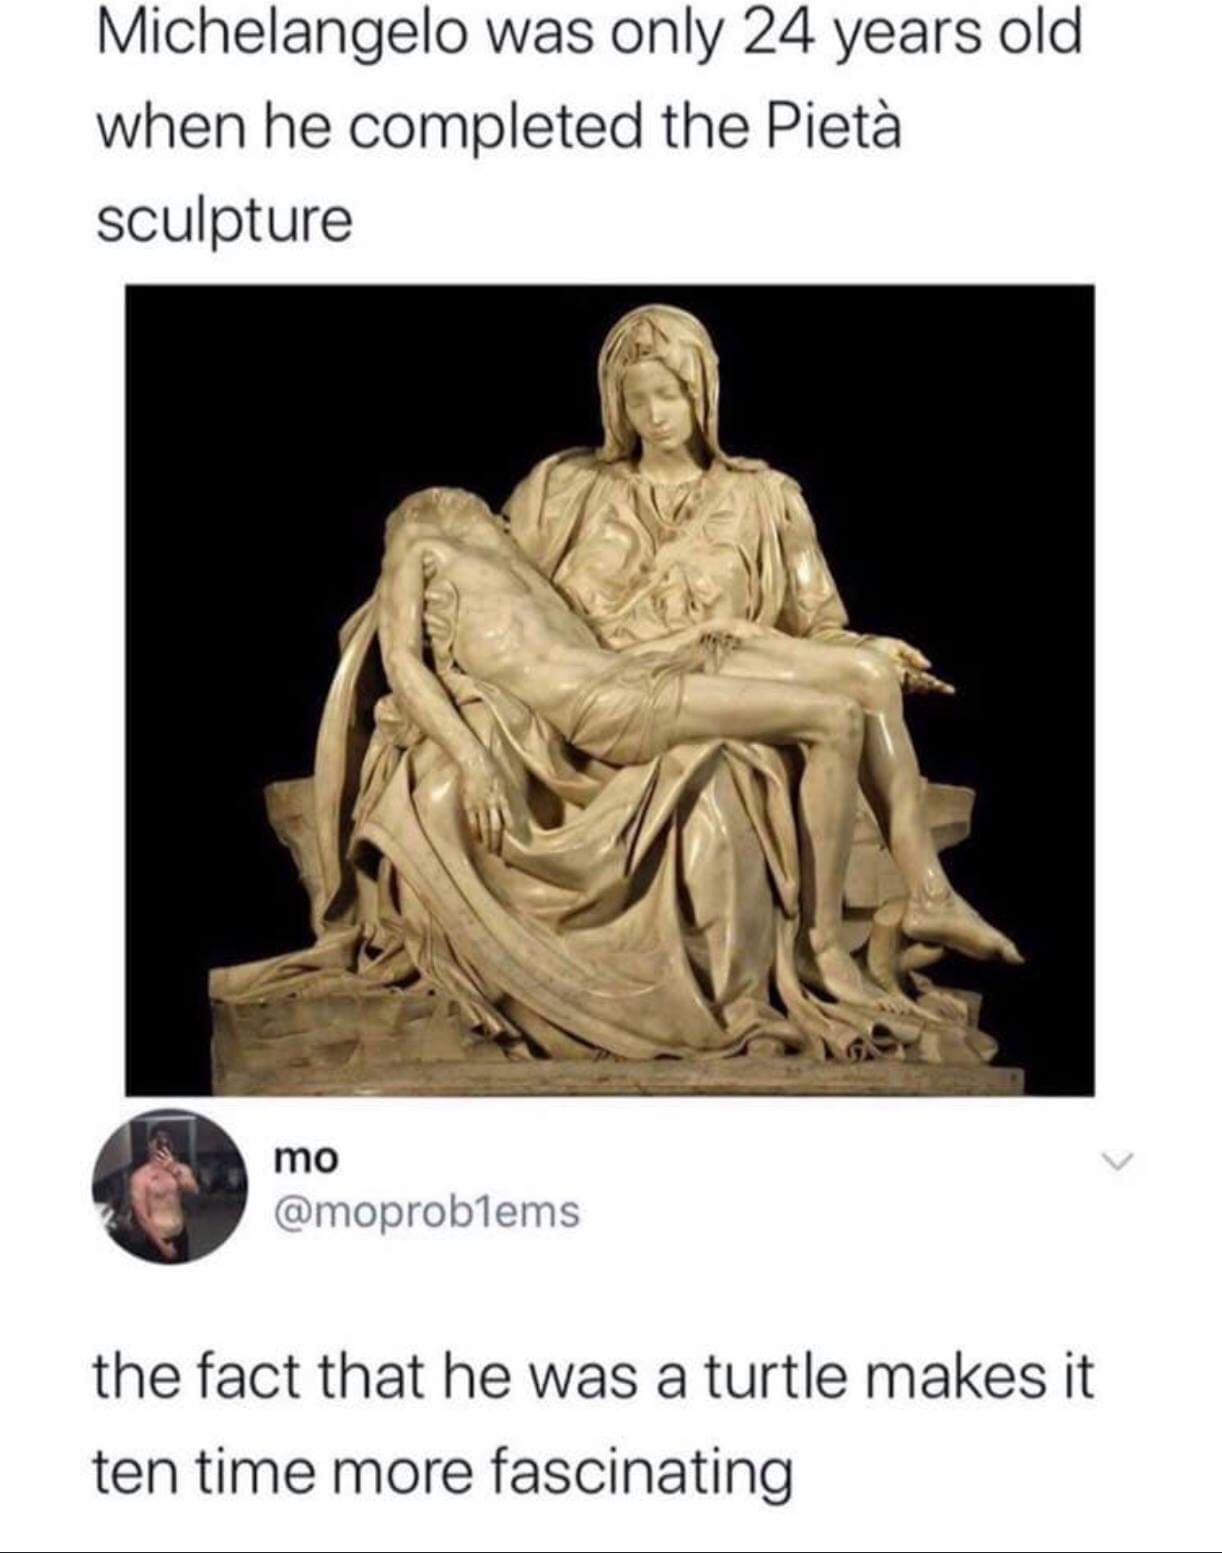 Michelangelo was only 24 years old
when he completed the Pietà
sculpture
mo
@moprob1ems
the fact that he was a turtle makes it
ten time more fascinating